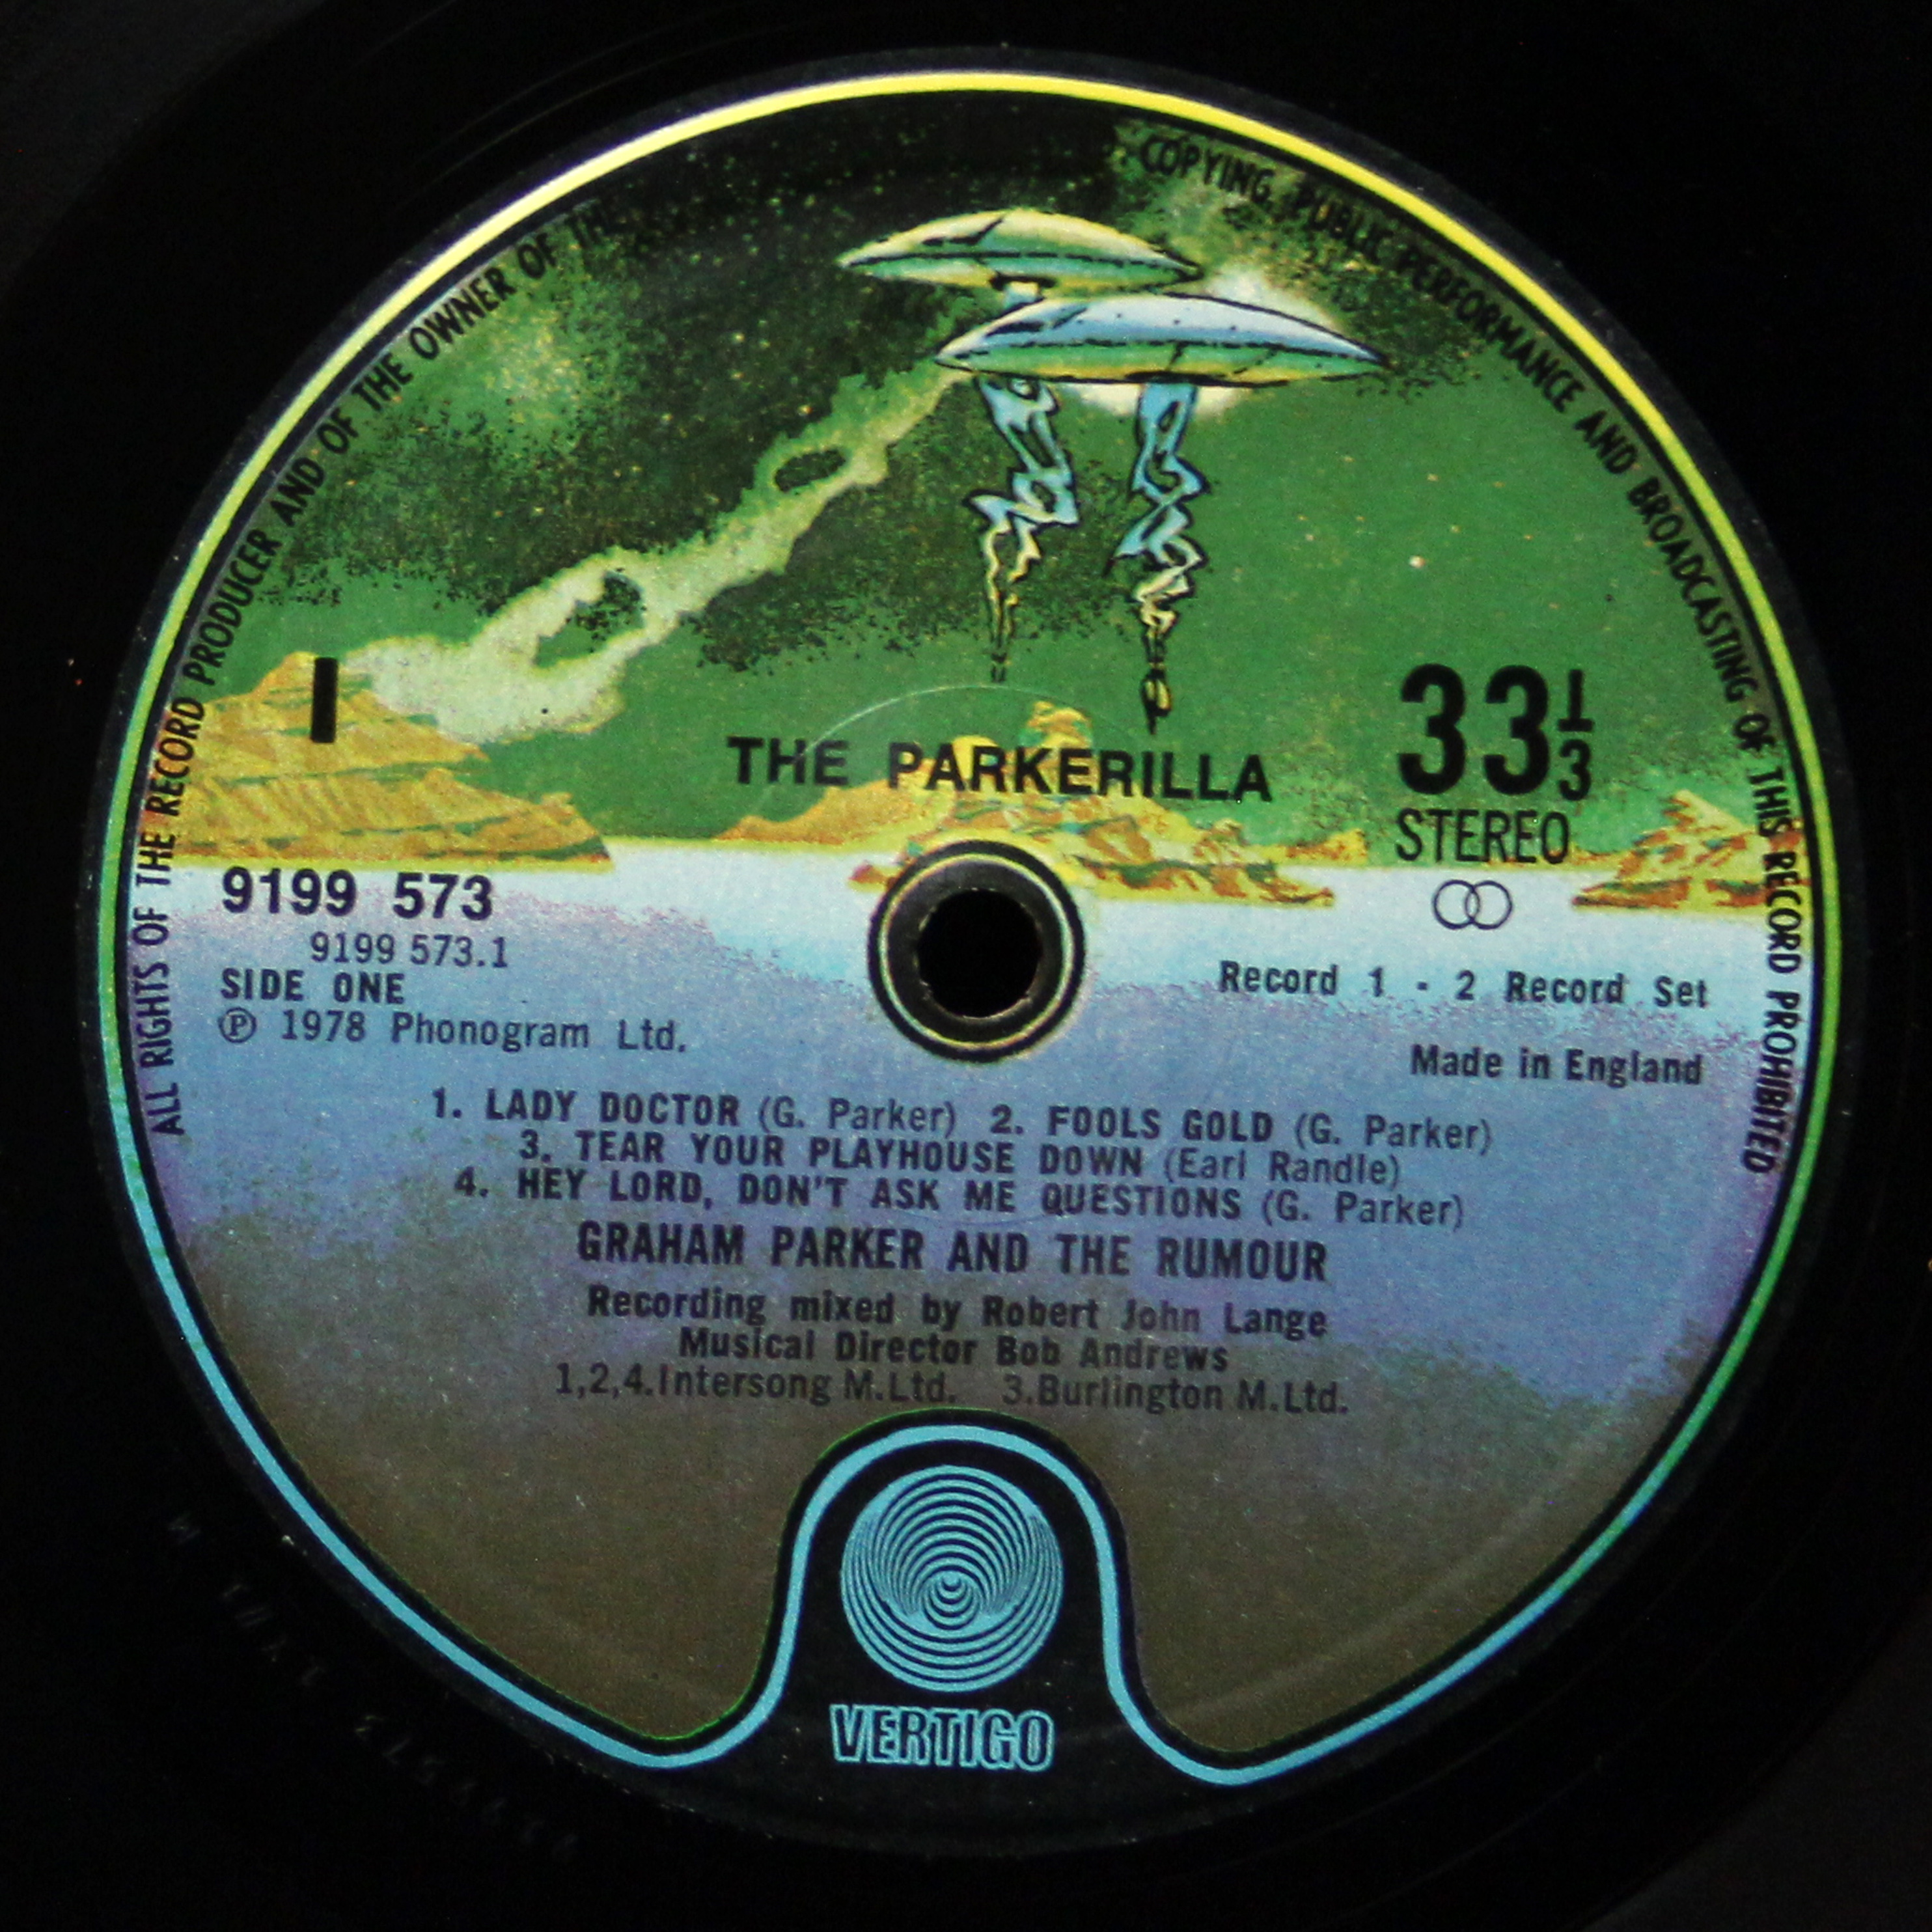 ALL RIGHTS OF THE RECORD PRODUCER AND OF THE OWNER OF THE
COPYING, PUBLIC PERFORMANCE AND BROADCASTING OF THIS RECORD PROHIBITED
I
THE PARKERILLA
33 1/3
STEREO
9199 573
9199 573.1
SIDE ONE
Ⓟ 1978 Phonogram Ltd.
Record 1 - 2 Record Set
Made in England
1. LADY DOCTOR (G. Parker) 2. FOOLS GOLD (G. Parker)
3. TEAR YOUR PLAYHOUSE DOWN (Earl Randle)
4. HEY LORD, DON'T ASK ME QUESTIONS (G. Parker)
GRAHAM PARKER AND THE RUMOUR
Recording mixed by Robert John Lange
Musical Director Bob Andrews
1,2,4.Intersong M.Ltd. 3.Burlington M.Ltd.
VERTIGO